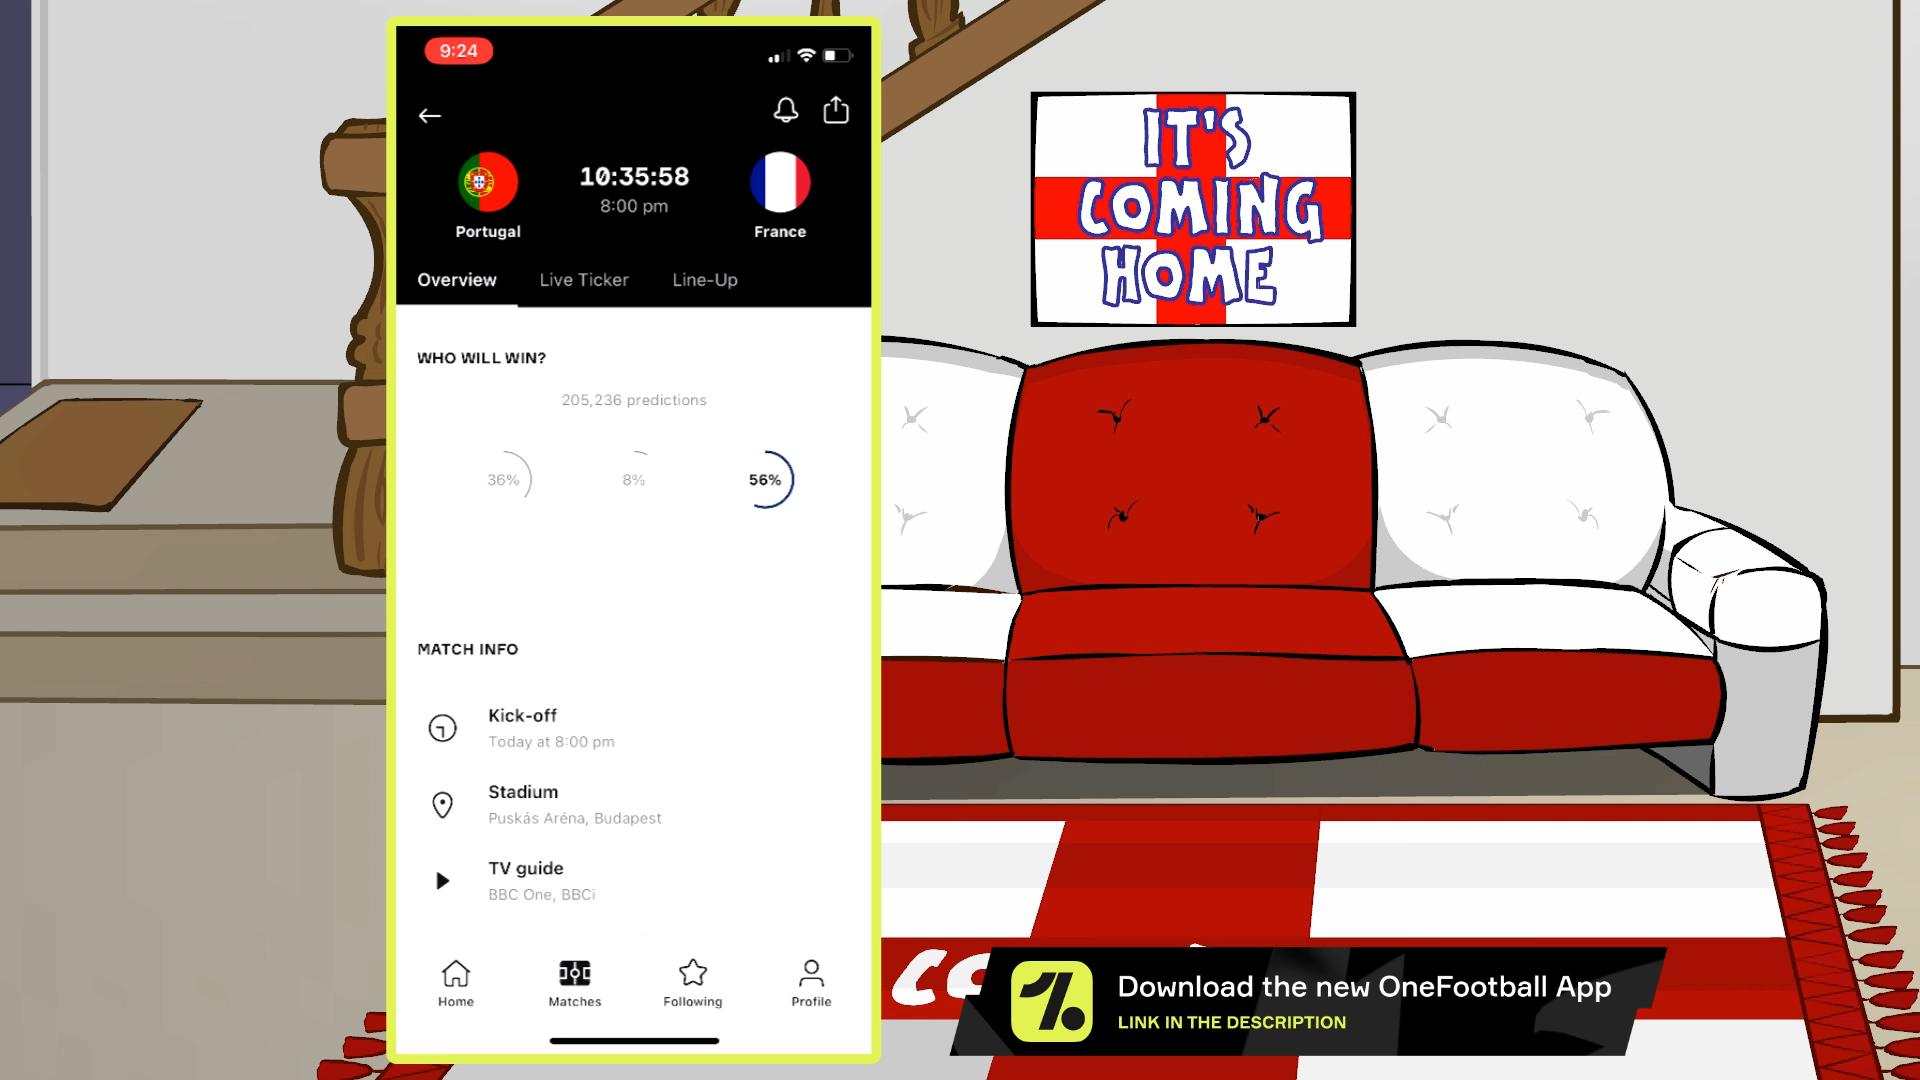 9:24
10:35:58
8:00 pm
Portugal
France
Overview
Live Ticker
Line-Up
WHO WILL WIN?
205,236 predictions
36%
8%
56%
MATCH INFO
Kick-off
Today at 8:00 pm
Stadium
Puskás Aréna, Budapest
TV guide
BBC One, BBCi
Home
Matches
Following
Profile
IT'S
COMING
HOME
Download the new OneFootball App
LINK IN THE DESCRIPTION